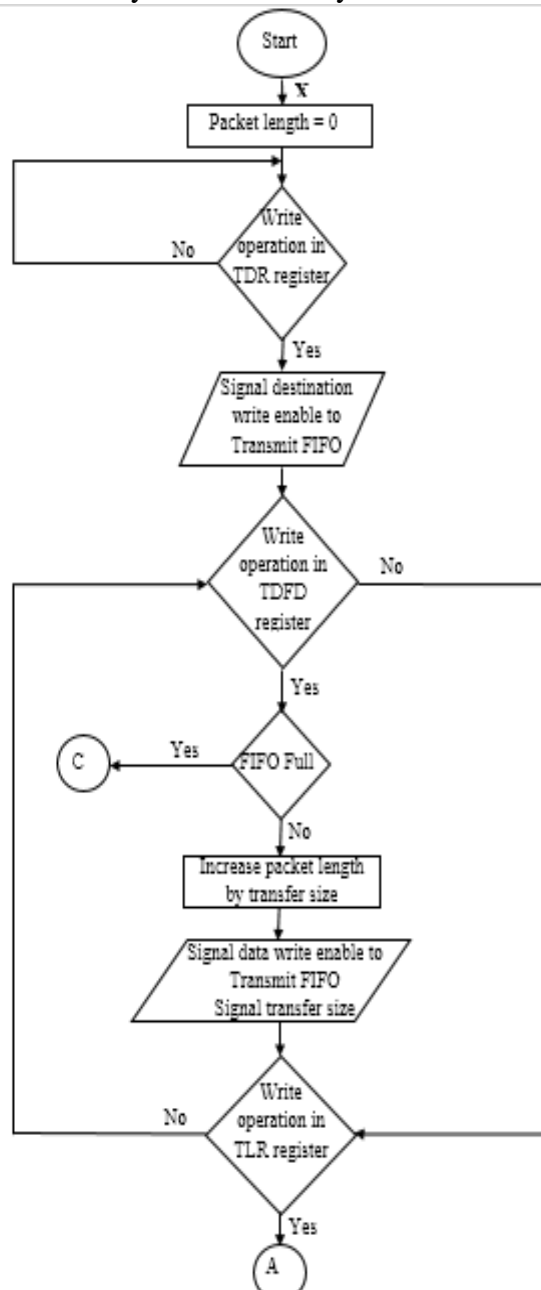 Start
X
Packet length = 0
Write
operation in
TDR register
No
Yes
Signal destination
write enable to
Transmit FIFO
Write
operation in
TDFD
register
No
Yes
FIFO Full
Yes
C
No
Increase packet length
by transfer size
Signal data write enable to
Transmit FIFO
Signal transfer size
Write
operation in
TLR register
No
Yes
A